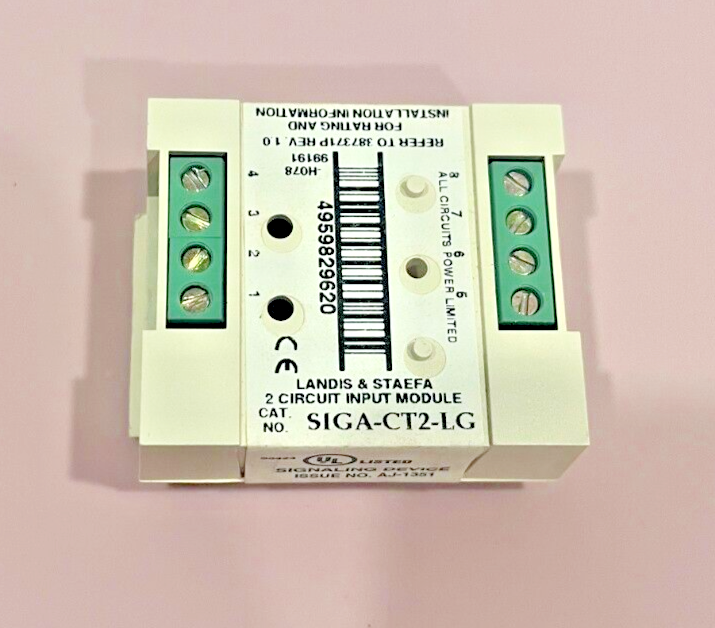 INSTALLATION INFORMATION
FOR RATING AND
REFER TO 387371P REV. 1.0
99191
-H078
4959829620
4
3
2
1
8
7
6
5
ALL CIRCUITS POWER LIMITED
CE
LANDIS & STAEFA
2 CIRCUIT INPUT MODULE
CAT. NO. SIGA-CT2-LG
UL LISTED
SIGNALING DEVICE
ISSUE NO. AJ-1351